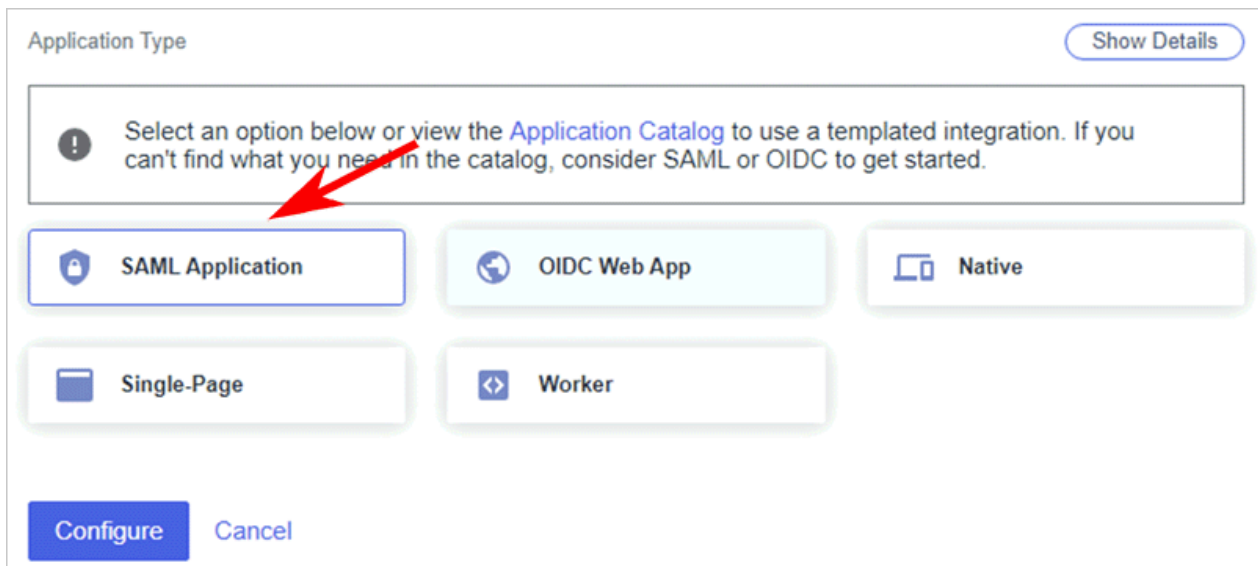 Application Type
Show Details
Select an option below or view the Application Catalog to use a templated integration. If you
can't find what you need in the catalog, consider SAML or OIDC to get started.
SAML Application
OIDC Web App
Native
Single-Page
Worker
Configure
Cancel